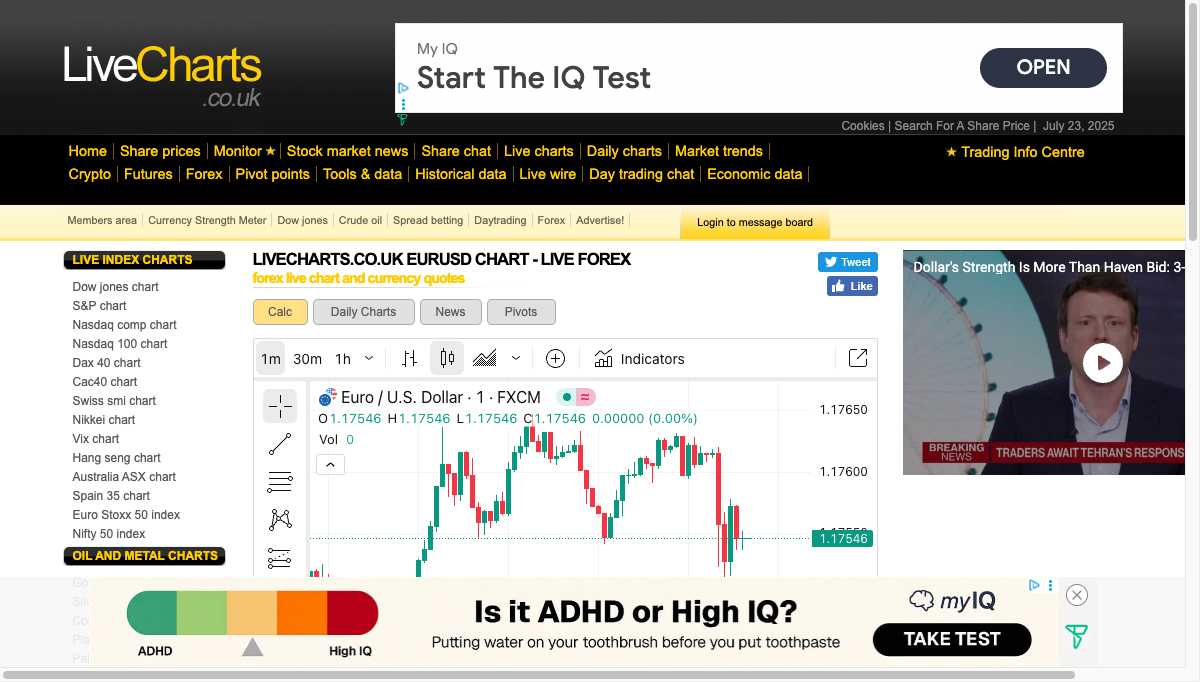 LiveCharts
.co.uk
My IQ
Start The IQ Test
OPEN
Cookies | Search For A Share Price | July 23, 2025
Home Share prices Monitor ★ Stock market news Share chat Live charts Daily charts Market trends
★ Trading Info Centre
Crypto Futures Forex Pivot points Tools & data Historical data Live wire Day trading chat Economic data
Members area Currency Strength Meter Dow jones Crude oil Spread betting Daytrading Forex Advertise!
Login to message board
LIVE INDEX CHARTS
Dow jones chart
S&P chart
Nasdaq comp chart
Nasdaq 100 chart
Dax 40 chart
Cac40 chart
Swiss smi chart
Nikkei chart
Vix chart
Hang seng chart
Australia ASX chart
Spain 35 chart
Euro Stoxx 50 index
Nifty 50 index
OIL AND METAL CHARTS
LIVECHARTS.CO.UK EURUSD CHART - LIVE FOREX
forex live chart and currency quotes
Tweet
Like
Calc
Daily Charts
News
Pivots
1m 30m 1h
Indicators
Euro / U.S. Dollar · 1 · FXCM
O1.17546 H1.17546 L1.17546 C1.17546 0.00000 (0.00%)
Vol 0
1.17650
1.17600
1.17546
Dollar's Strength Is More Than Haven Bid: 3-
BREAKING
NEWS
TRADERS AWAIT TEHRAN'S RESPONS
ADHD
High IQ
Is it ADHD or High IQ?
Putting water on your toothbrush before you put toothpaste
myIQ
TAKE TEST